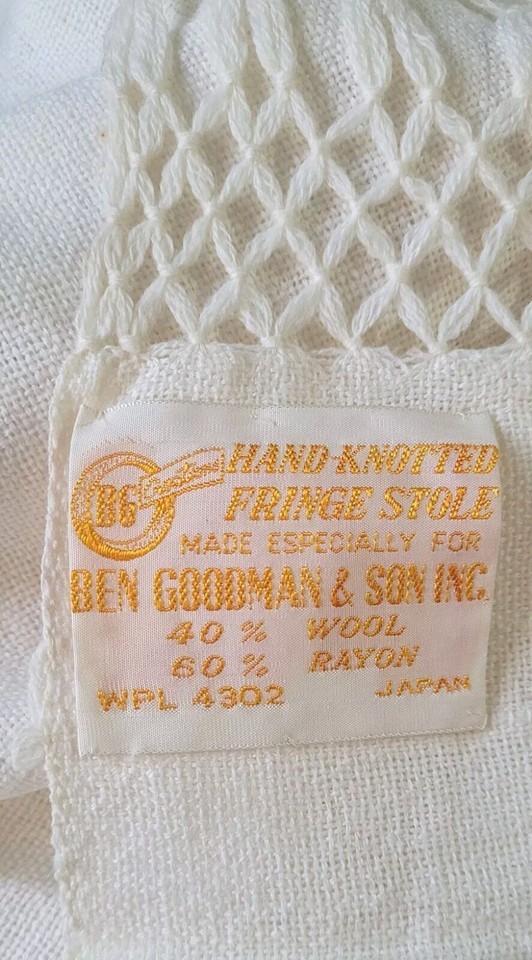 HAND-KNOTTED
BG
FRINGE STOLE
MADE ESPECIALLY FOR
BEN GOODMAN & SON INC.
40 % WOOL
60 % RAYON
WPL 4302 JAPAN